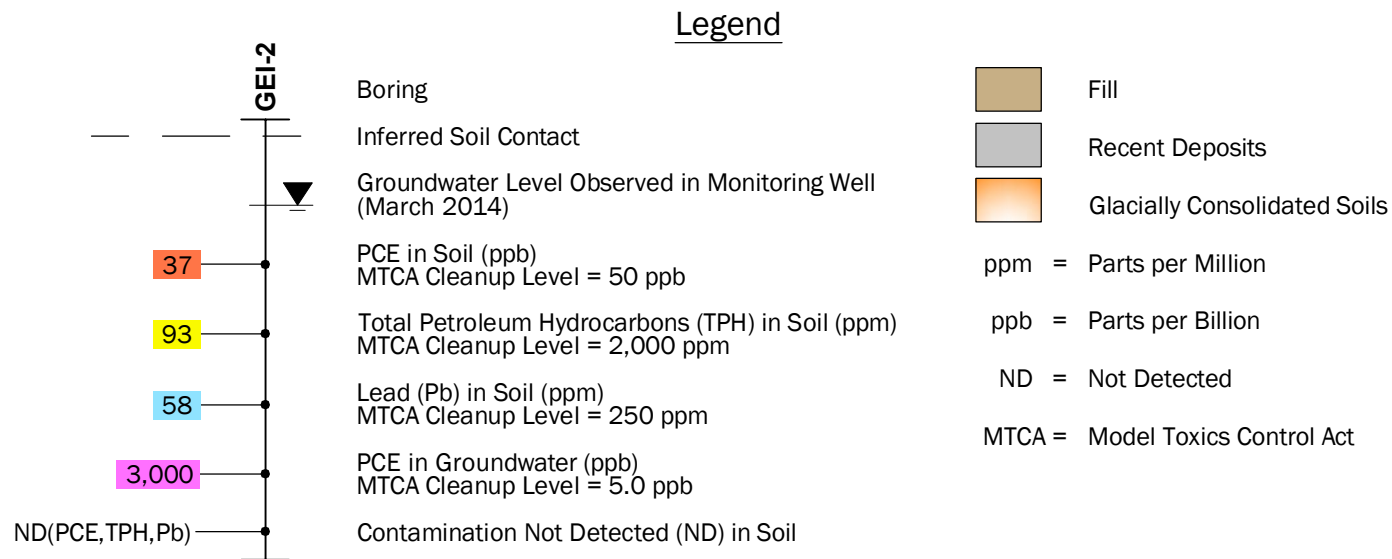 Legend
GEI-2
Boring
Inferred Soil Contact
Groundwater Level Observed in Monitoring Well
(March 2014)
37
PCE in Soil (ppb)
MTCA Cleanup Level = 50 ppb
93
Total Petroleum Hydrocarbons (TPH) in Soil (ppm)
MTCA Cleanup Level = 2,000 ppm
58
Lead (Pb) in Soil (ppm)
MTCA Cleanup Level = 250 ppm
3,000
PCE in Groundwater (ppb)
MTCA Cleanup Level = 5.0 ppb
ND(PCE,TPH,Pb)
Contamination Not Detected (ND) in Soil
Fill
Recent Deposits
Glacially Consolidated Soils
ppm = Parts per Million
ppb = Parts per Billion
ND = Not Detected
MTCA = Model Toxics Control Act